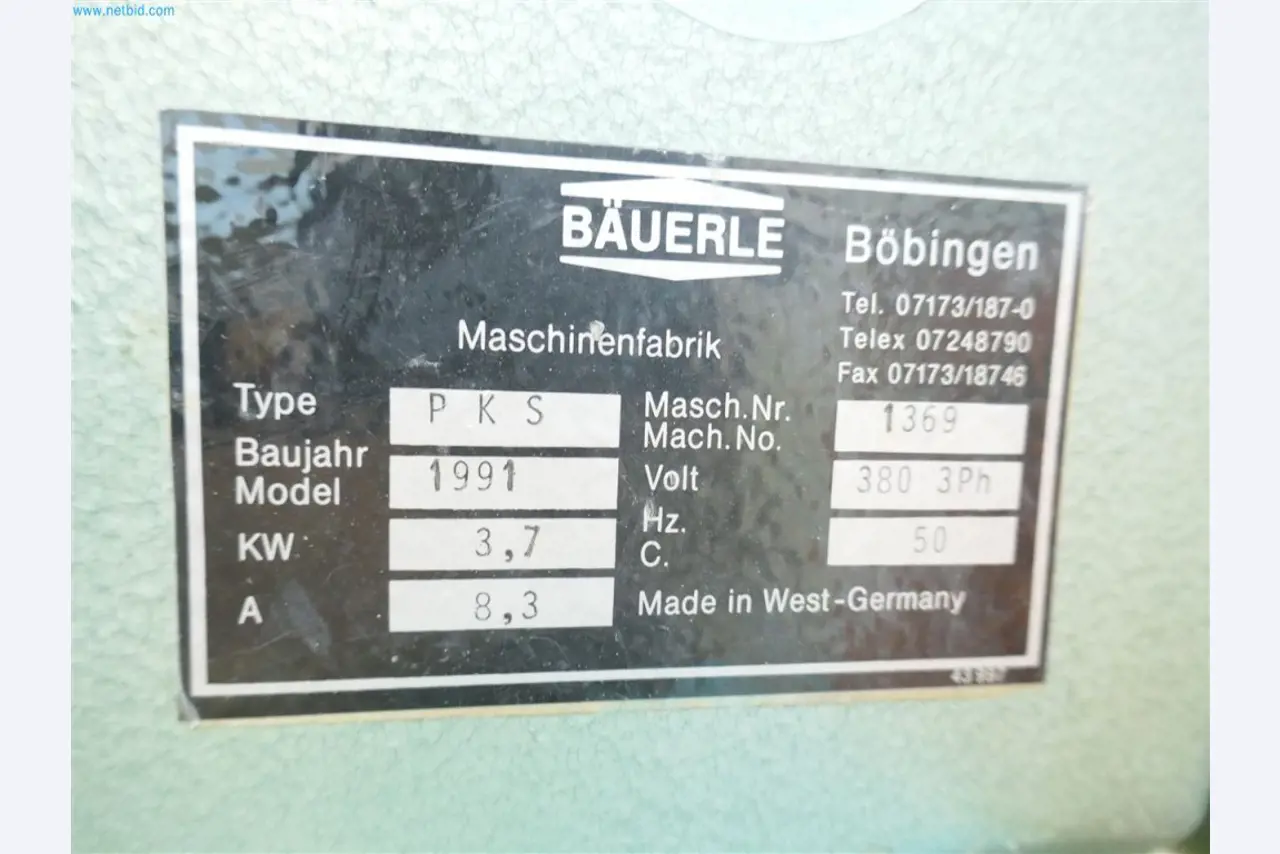 www.netbid.com
BÄUERLE
Böbingen
Tel. 07173/187-0
Telex 07248790
Fax 07173/18746
Maschinenfabrik
Type P K S
Masch.Nr.
Mach.No. 1369
Baujahr
Model 1991
Volt 380 3Ph
KW 3,7
Hz.
C. 50
A 8,3
Made in West-Germany